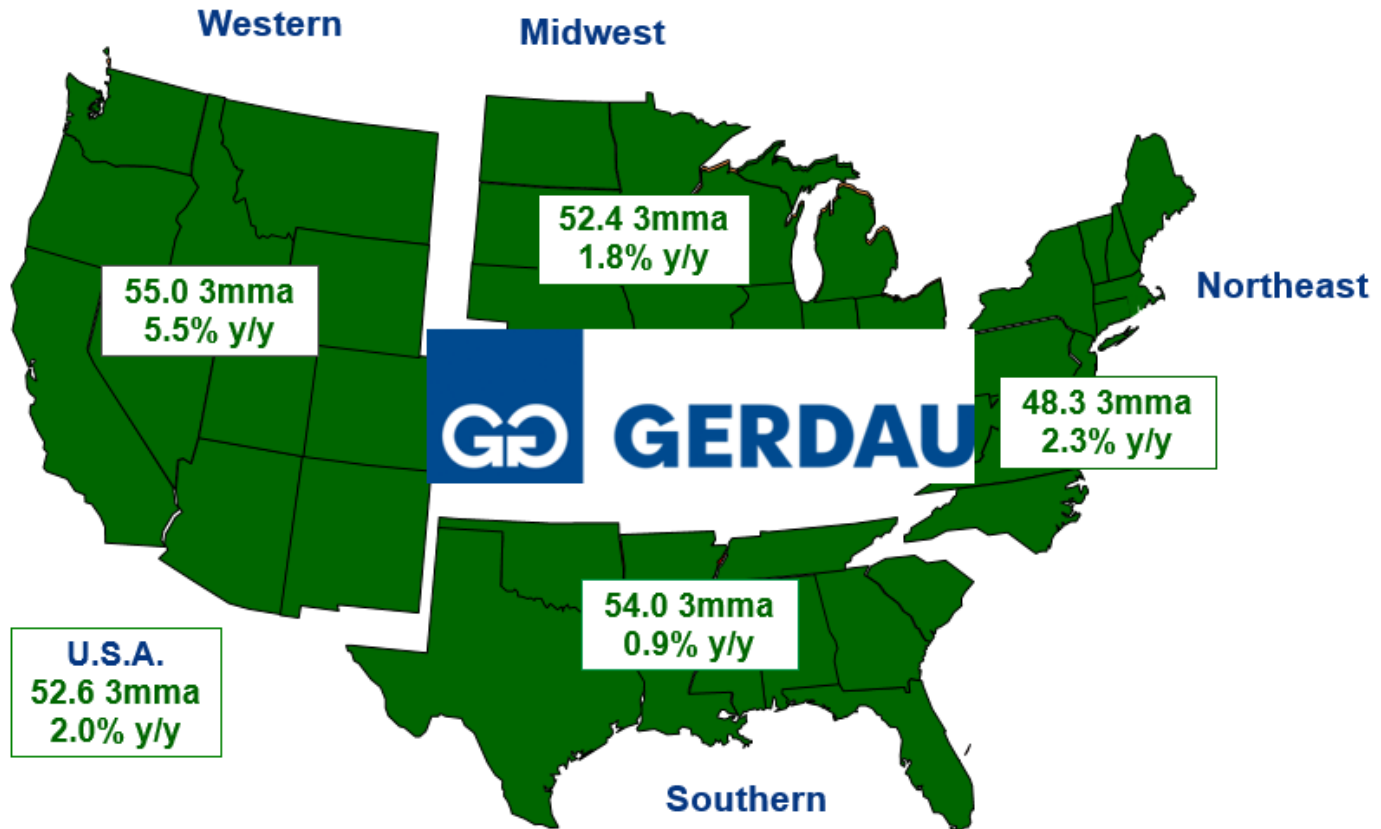 Western
Midwest
52.4 3mma
1.8% y/y
Northeast
55.0 3mma
5.5% y/y
GERDAU
48.3 3mma
2.3% y/y
54.0 3mma
0.9% y/y
U.S.A.
52.6 3mma
2.0% y/y
Southern